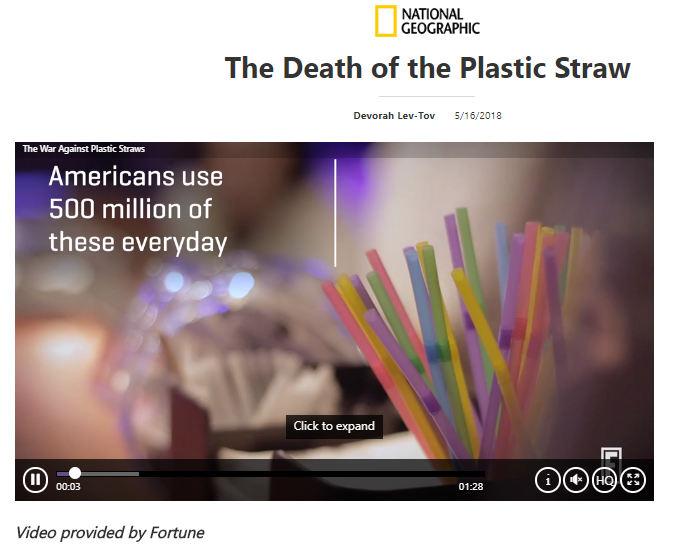 NATIONAL
GEOGRAPHIC
The Death of the Plastic Straw
Devorah Lev-Tov 5/16/2018
The War Against Plastic Straws
Americans use
500 million of
these everyday
Click to expand
00:03 01:28
i HQ
Video provided by Fortune